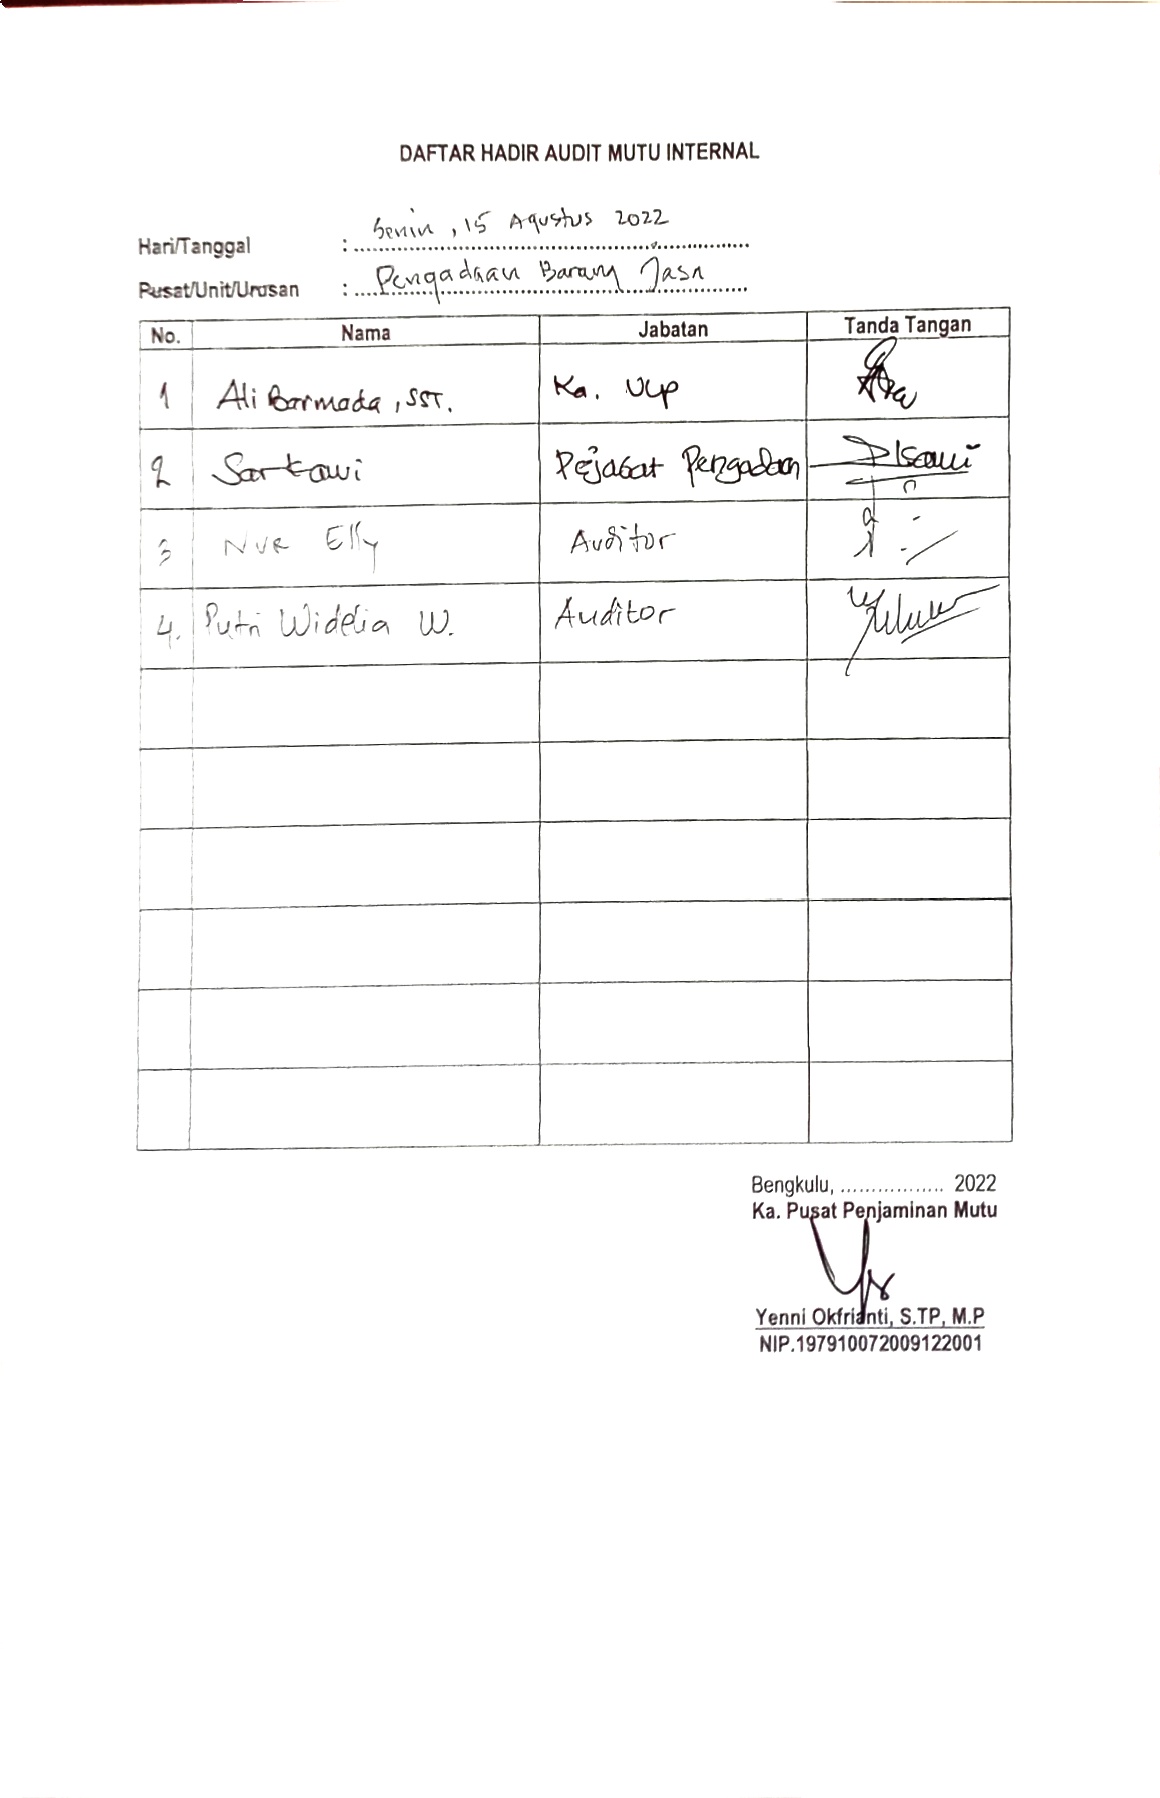 DAFTAR HADIR AUDIT MUTU INTERNAL
Hari/Tanggal : Senin, 15 Agustus 2022
Pusat/Unit/Urusan : Pengadaan Barang Jasa
No. Nama Jabatan Tanda Tangan
1 Ali Barmada, SST. Ka. ULP
2 Sarkawi Pejabat Pengadaan
3 Nur Elly Auditor
4. Putri Widelia W. Auditor
Bengkulu, ................. 2022
Ka. Pusat Penjaminan Mutu
Yenni Okfrianti, S.TP, M.P
NIP.197910072009122001